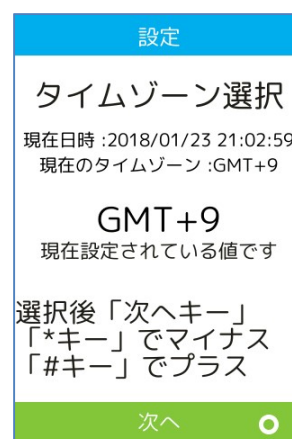 設定
タイムゾーン選択
現在日時 :2018/01/23 21:02:59
現在のタイムゾーン :GMT+9
GMT+9
現在設定されている値です
選択後「次へキー」
「*キー」でマイナス
「#キー」でプラス
次へ